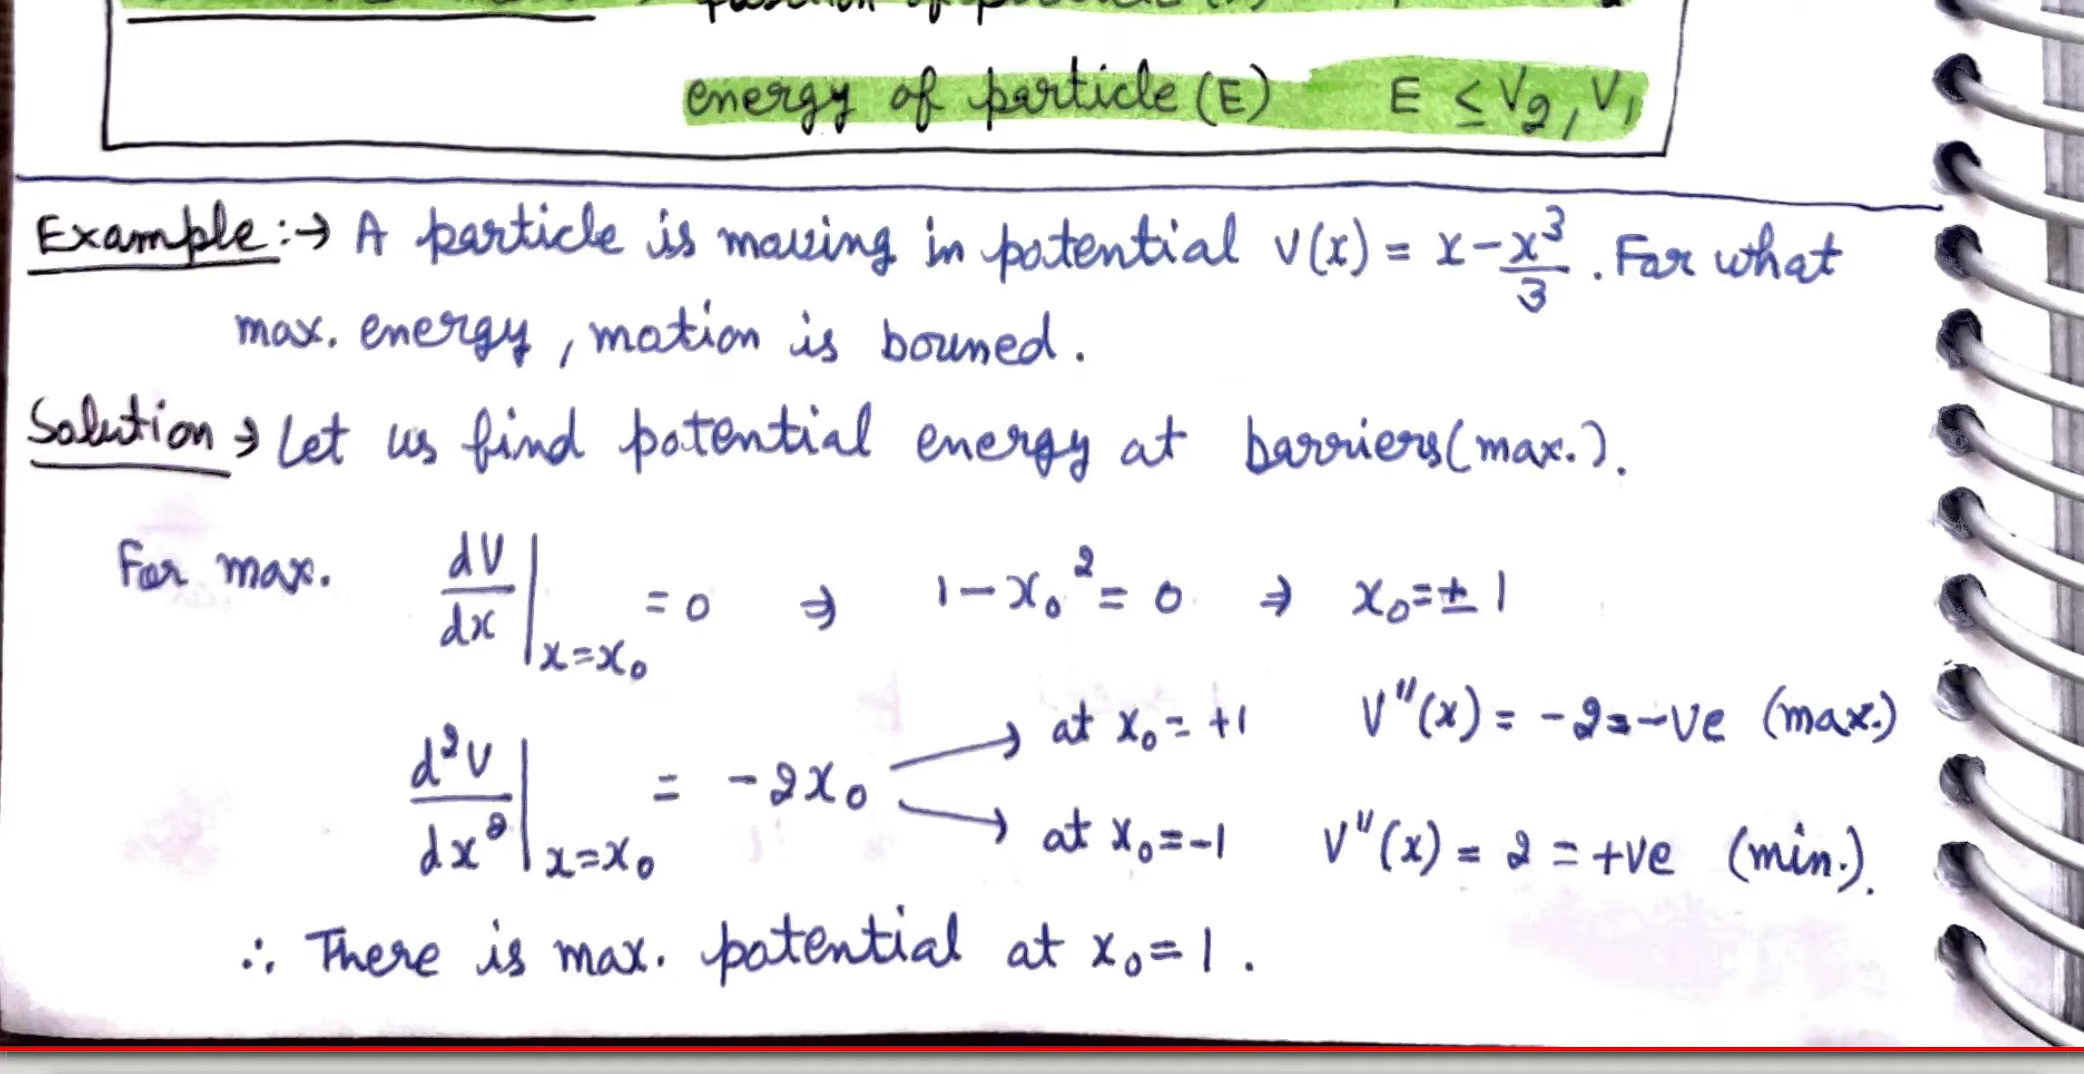 energy of particle (E) E ≤ V₂, V₁
Example :→ A particle is moving in potential V(x) = x - x³/3 . For what
max. energy, motion is bouned.
Solution → Let us find potential energy at barriers (max.).
For max. dV/dx |ₓ₌ₓ₀ = 0 ⇒ 1 - x₀² = 0 ⇒ x₀ = ± 1
at x₀ = +1 V''(x) = -2 = -ve (max.)
d²V/dx² |ₓ₌ₓ₀ = -2x₀
at x₀ = -1 V''(x) = 2 = +ve (min.).
∴ There is max. potential at x₀ = 1 .